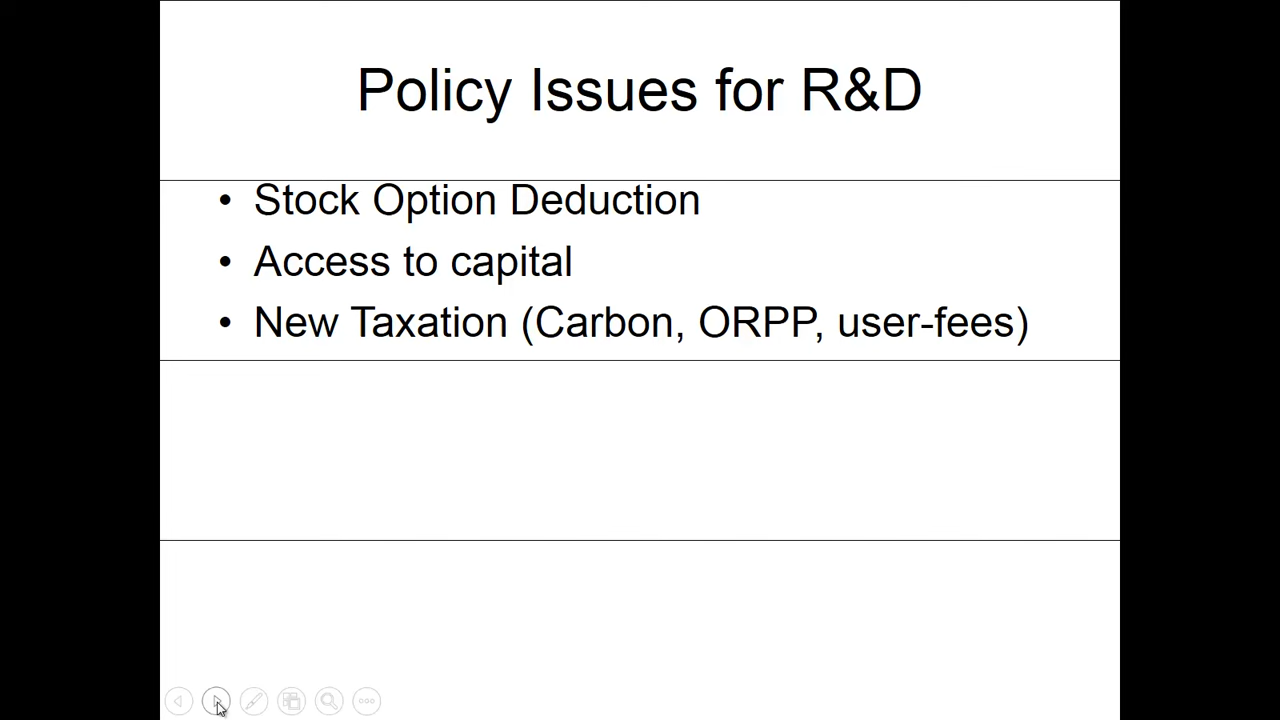 Policy Issues for R&D
• Stock Option Deduction
• Access to capital
• New Taxation (Carbon, ORPP, user-fees)